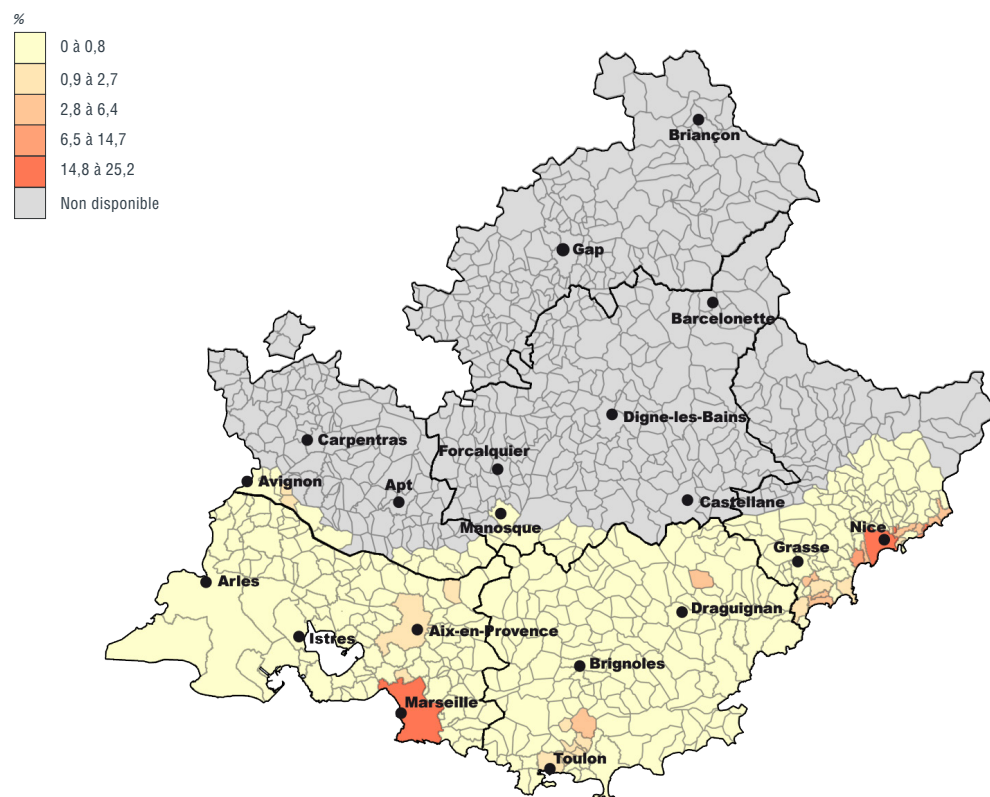 %
0 à 0,8
0,9 à 2,7
2,8 à 6,4
6,5 à 14,7
14,8 à 25,2
Non disponible
Briançon
Gap
Barcelonette
Digne-les-Bains
Carpentras
Forcalquier
Avignon
Apt
Castellane
Manosque
Nice
Grasse
Arles
Draguignan
Aix-en-Provence
Istres
Brignoles
Marseille
Toulon